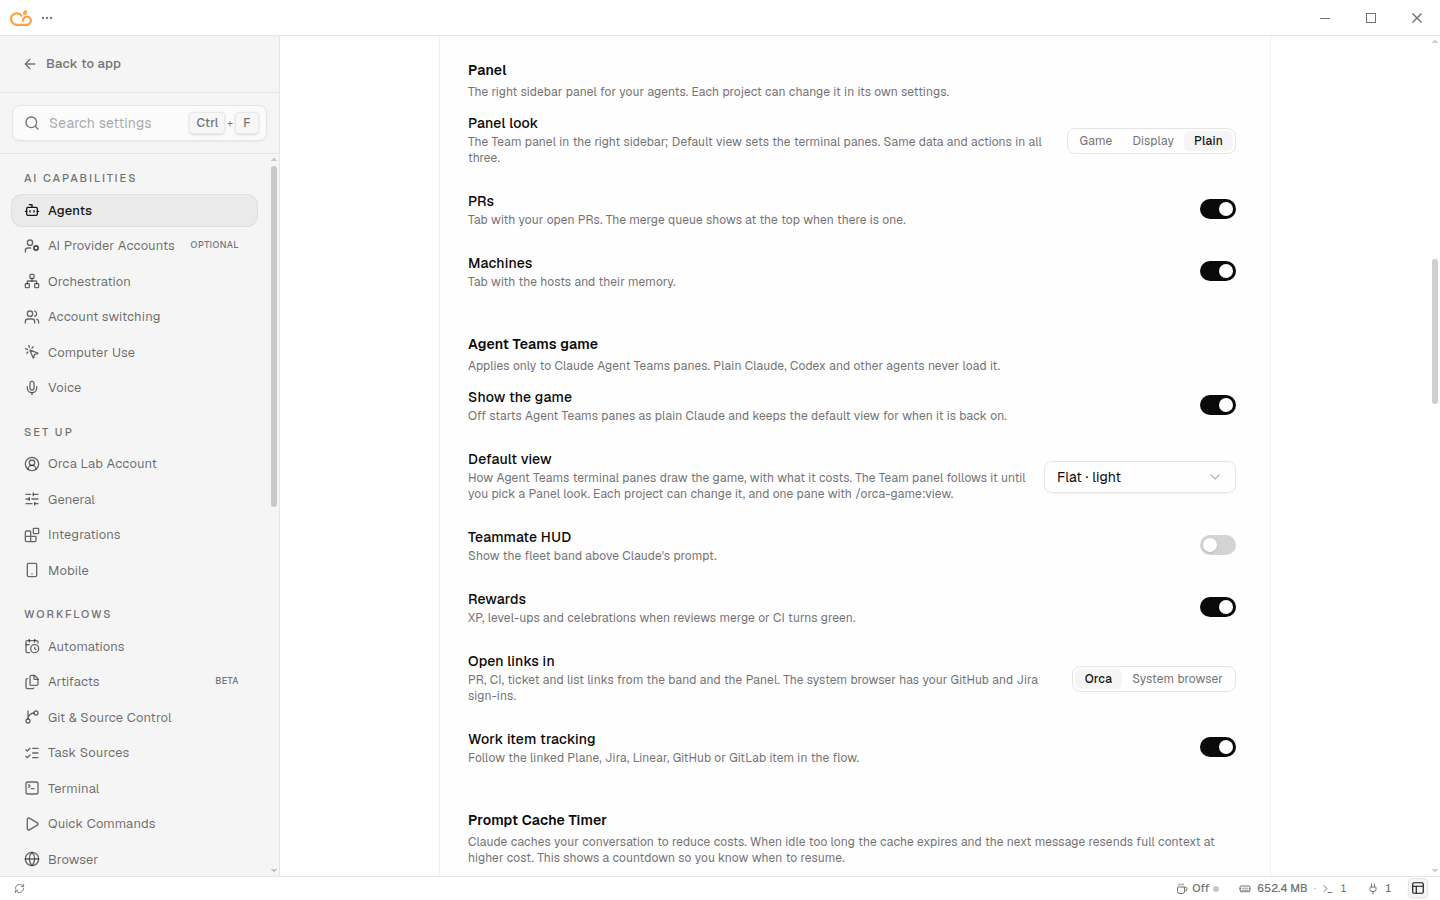 Back to app
Search settings
Ctrl + F
AI CAPABILITIES
Agents
AI Provider Accounts OPTIONAL
Orchestration
Account switching
Computer Use
Voice
SET UP
Orca Lab Account
General
Integrations
Mobile
WORKFLOWS
Automations
Artifacts BETA
Git & Source Control
Task Sources
Terminal
Quick Commands
Browser
Panel
The right sidebar panel for your agents. Each project can change it in its own settings.
Panel look
The Team panel in the right sidebar; Default view sets the terminal panes. Same data and actions in all
three.
Game Display Plain
PRs
Tab with your open PRs. The merge queue shows at the top when there is one.
Machines
Tab with the hosts and their memory.
Agent Teams game
Applies only to Claude Agent Teams panes. Plain Claude, Codex and other agents never load it.
Show the game
Off starts Agent Teams panes as plain Claude and keeps the default view for when it is back on.
Default view
How Agent Teams terminal panes draw the game, with what it costs. The Team panel follows it until
you pick a Panel look. Each project can change it, and one pane with /orca-game:view.
Flat · light
Teammate HUD
Show the fleet band above Claude's prompt.
Rewards
XP, level-ups and celebrations when reviews merge or CI turns green.
Open links in
PR, CI, ticket and list links from the band and the Panel. The system browser has your GitHub and Jira
sign-ins.
Orca System browser
Work item tracking
Follow the linked Plane, Jira, Linear, GitHub or GitLab item in the flow.
Prompt Cache Timer
Claude caches your conversation to reduce costs. When idle too long the cache expires and the next message resends full context at
higher cost. This shows a countdown so you know when to resume.
Off 652.4 MB · 1 1